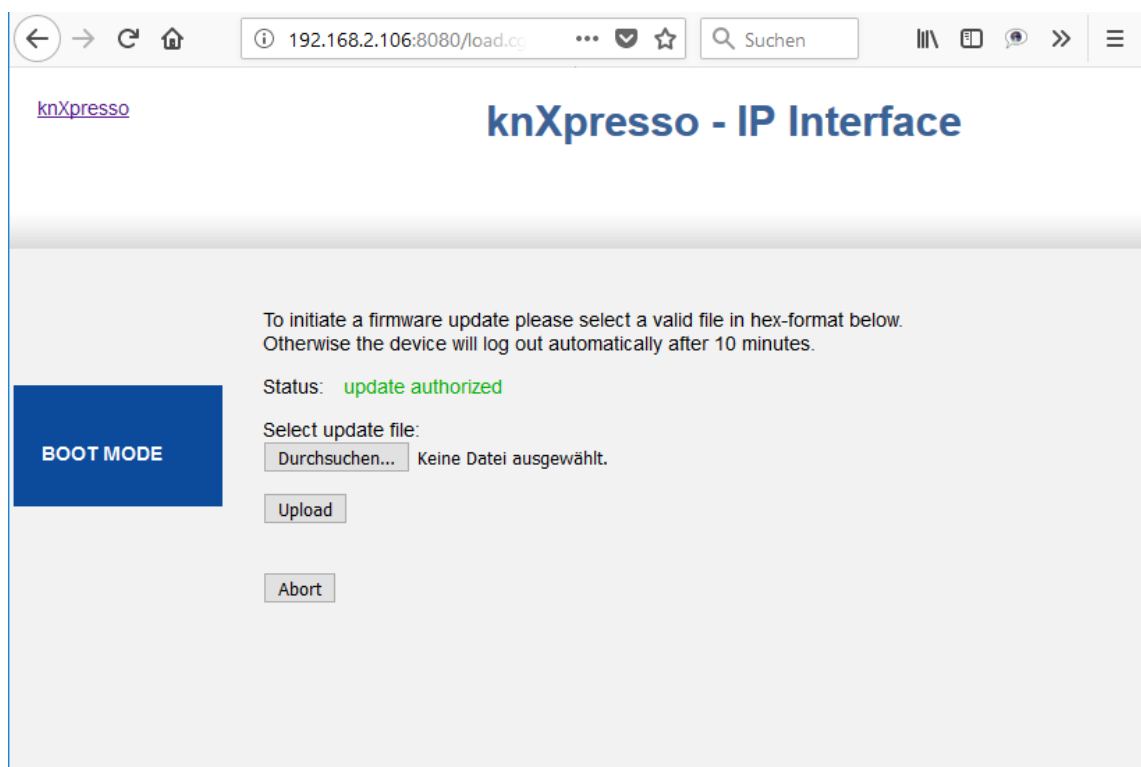 192.168.2.106:8080/load.cg
Suchen
knXpresso
knXpresso - IP Interface
To initiate a firmware update please select a valid file in hex-format below.
Otherwise the device will log out automatically after 10 minutes.
Status: update authorized
BOOT MODE
Select update file:
Durchsuchen... Keine Datei ausgewählt.
Upload
Abort